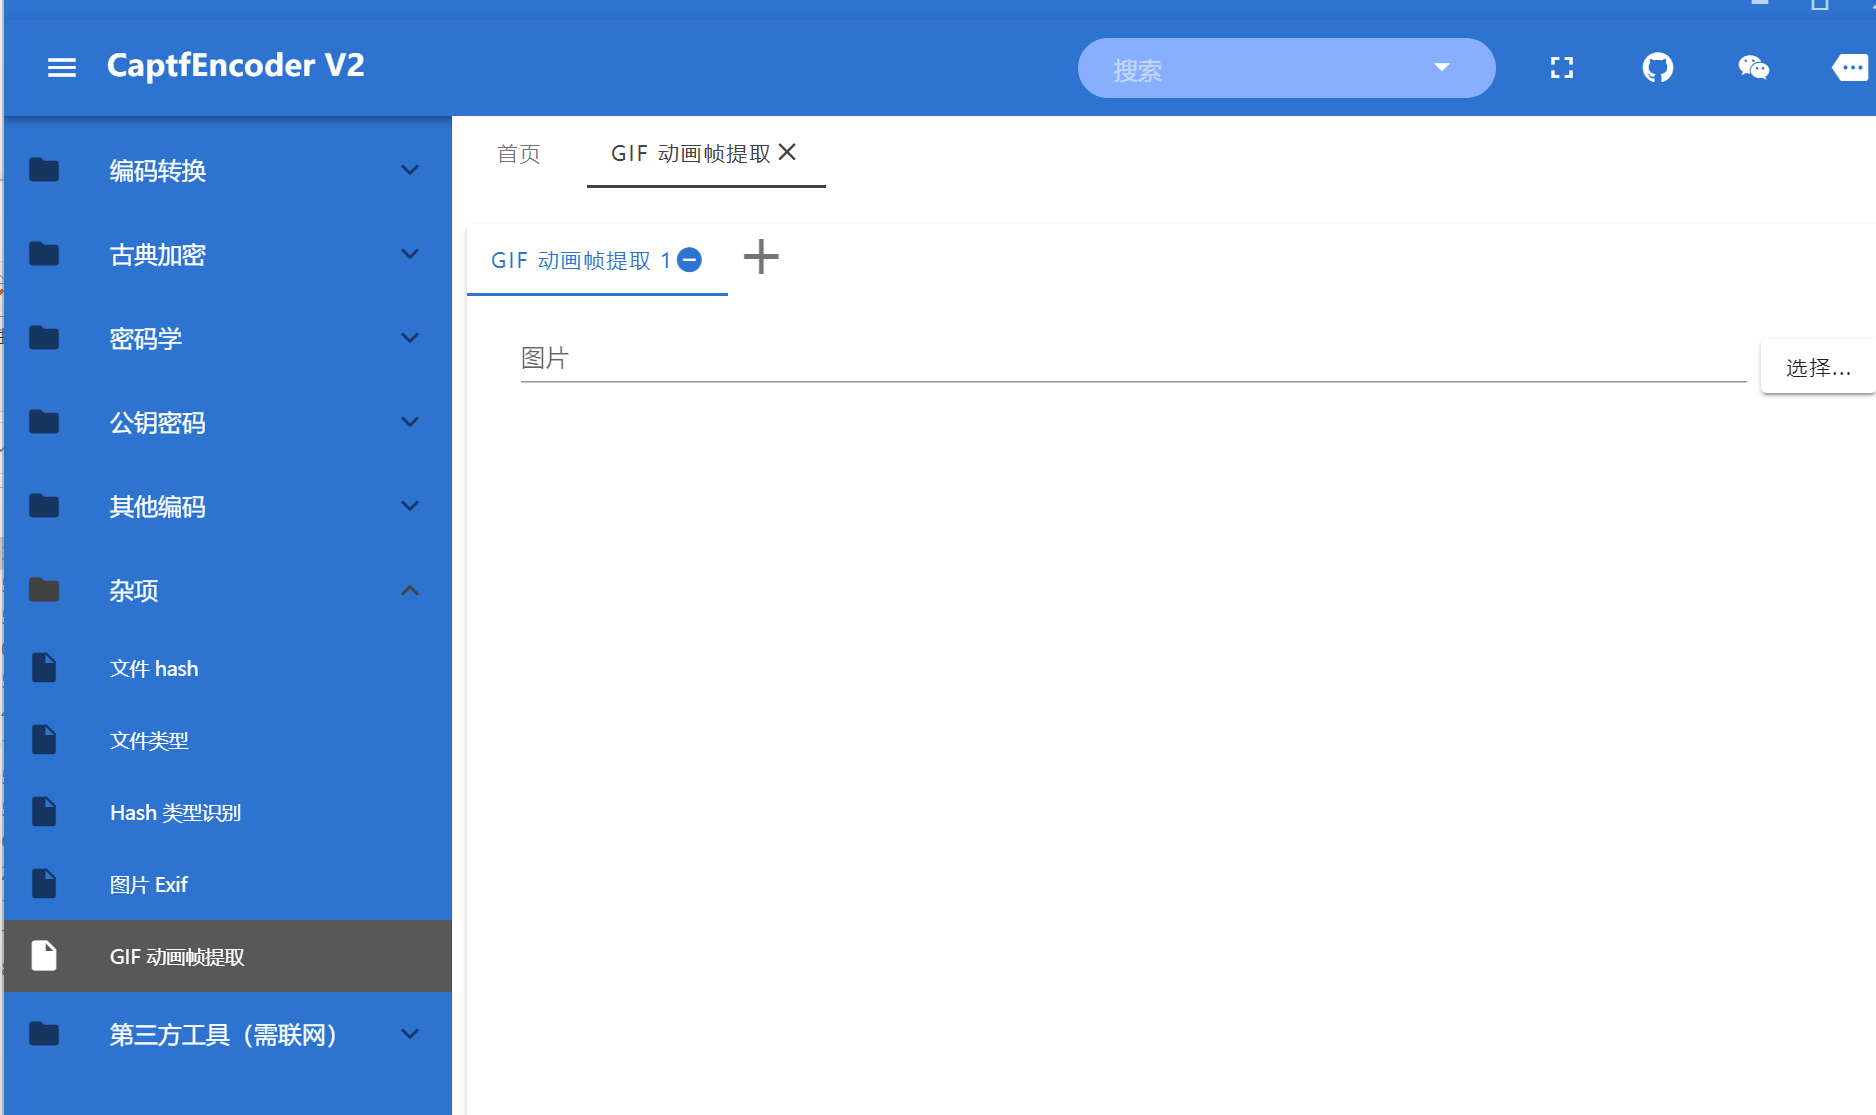 CaptfEncoder V2
搜索
编码转换
古典加密
密码学
公钥密码
其他编码
杂项
文件 hash
文件类型
Hash 类型识别
图片 Exif
GIF 动画帧提取
第三方工具（需联网）
首页
GIF 动画帧提取
GIF 动画帧提取 1
图片
选择...